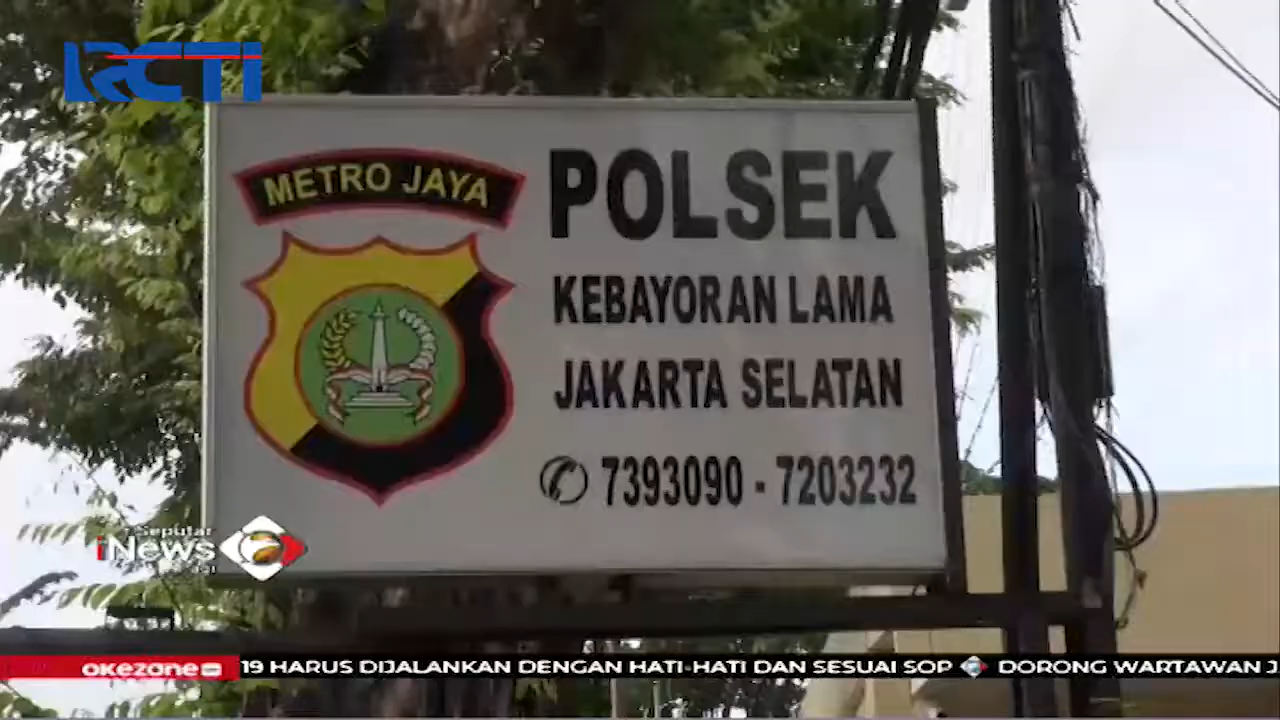 RCTI
METRO JAYA
POLSEK
KEBAYORAN LAMA
JAKARTA SELATAN
✆ 7393090 - 7203232
Seputar
iNews
okezone
19 HARUS DIJALANKAN DENGAN HATI-HATI DAN SESUAI SOP DORONG WARTAWAN J